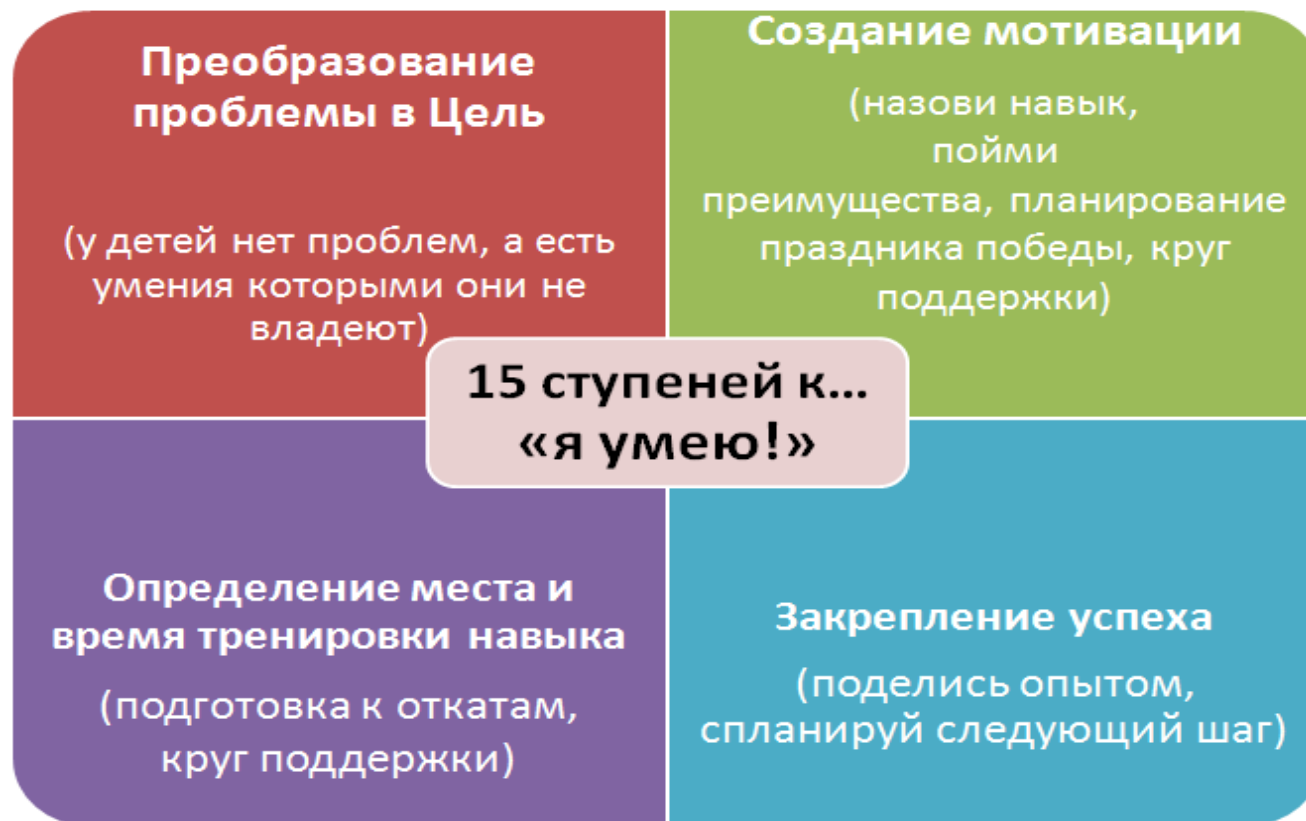 Преобразование
проблемы в Цель
(у детей нет проблем, а есть
умения которыми они не
владеют)
Создание мотивации
(назови навык,
пойми
преимущества, планирование
праздника победы, круг
поддержки)
15 ступеней к...
«я умею!»
Определение места и
время тренировки навыка
(подготовка к откатам,
круг поддержки)
Закрепление успеха
(поделись опытом,
спланируй следующий шаг)